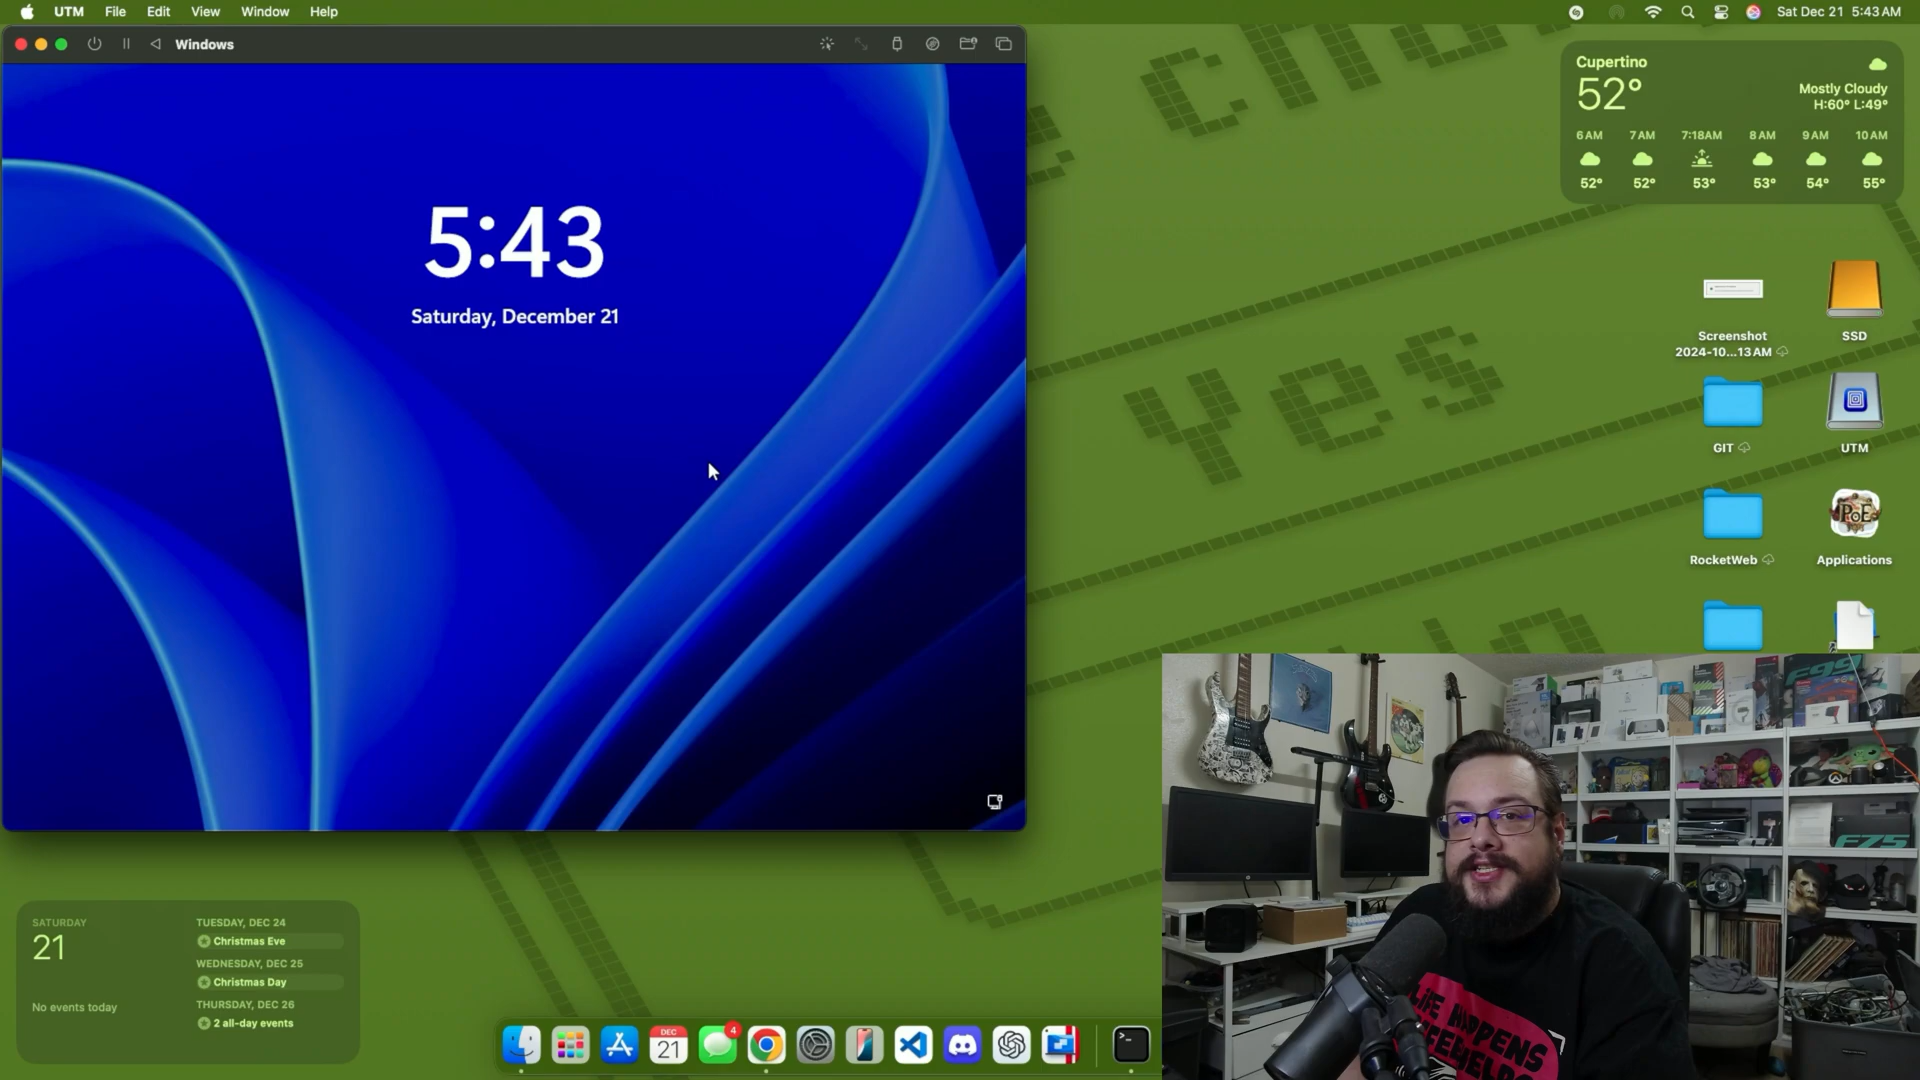 UTM File Edit View Window Help
Sat Dec 21 5:43 AM
Windows
5:43
Saturday, December 21
Cupertino
52°
Mostly Cloudy
H:60° L:49°
6 AM 7 AM 7:18AM 8 AM 9 AM 10 AM
52° 52° 53° 53° 54° 55°
Yes
Screenshot
2024-10...13 AM
SSD
GIT
UTM
PoE
RocketWeb
Applications
SATURDAY
21
No events today
TUESDAY, DEC 24
Christmas Eve
WEDNESDAY, DEC 25
Christmas Day
THURSDAY, DEC 26
2 all-day events
DEC
21
4
F99
F75
LIFE HAPPENS